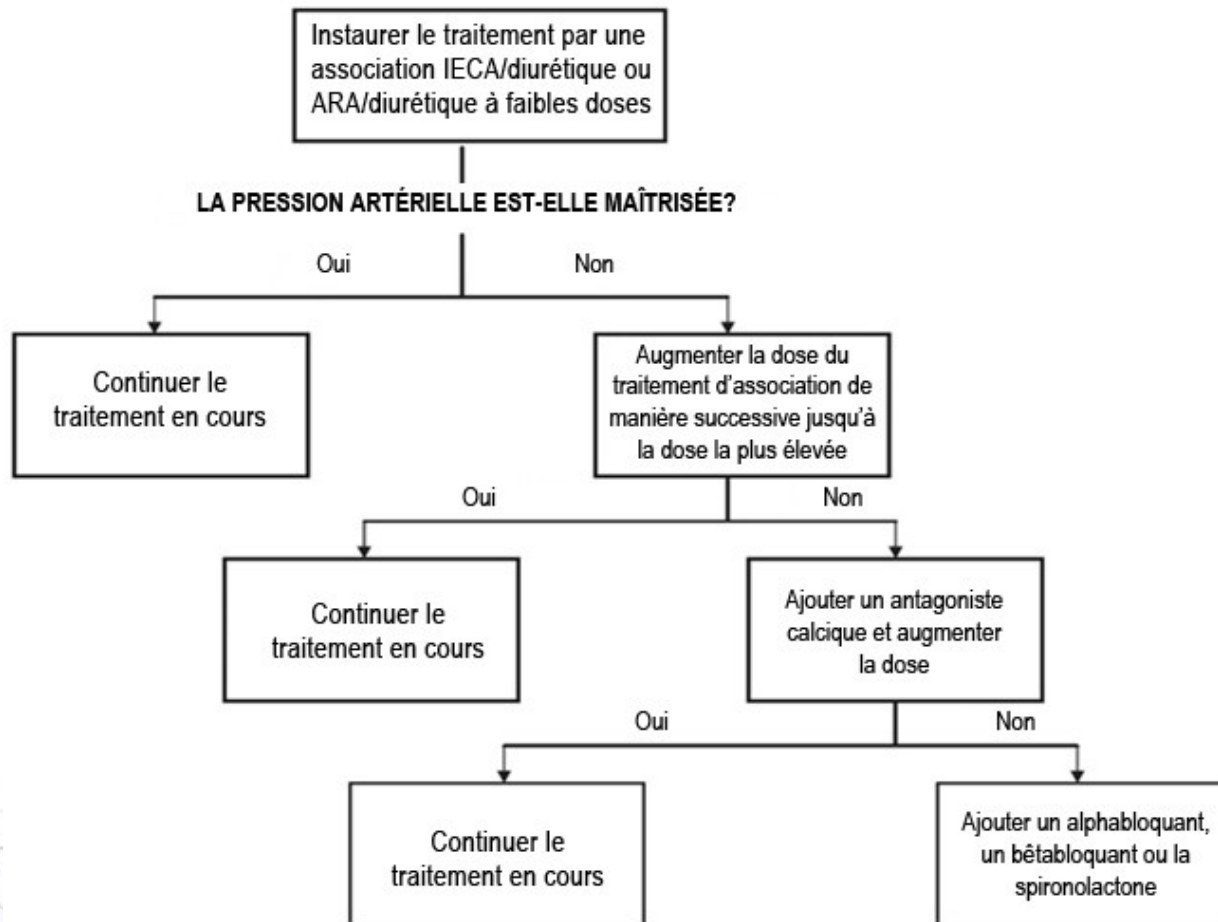 Instaurer le traitement par une
association IECA/diurétique ou
ARA/diurétique à faibles doses
LA PRESSION ARTÉRIELLE EST-ELLE MAÎTRISÉE?
Oui
Non
Continuer le
traitement en cours
Augmenter la dose du
traitement d’association de
manière successive jusqu’à
la dose la plus élevée
Oui
Non
Continuer le
traitement en cours
Ajouter un antagoniste
calcique et augmenter
la dose
Oui
Non
Continuer le
traitement en cours
Ajouter un alphabloquant,
un bêtabloquant ou la
spironolactone